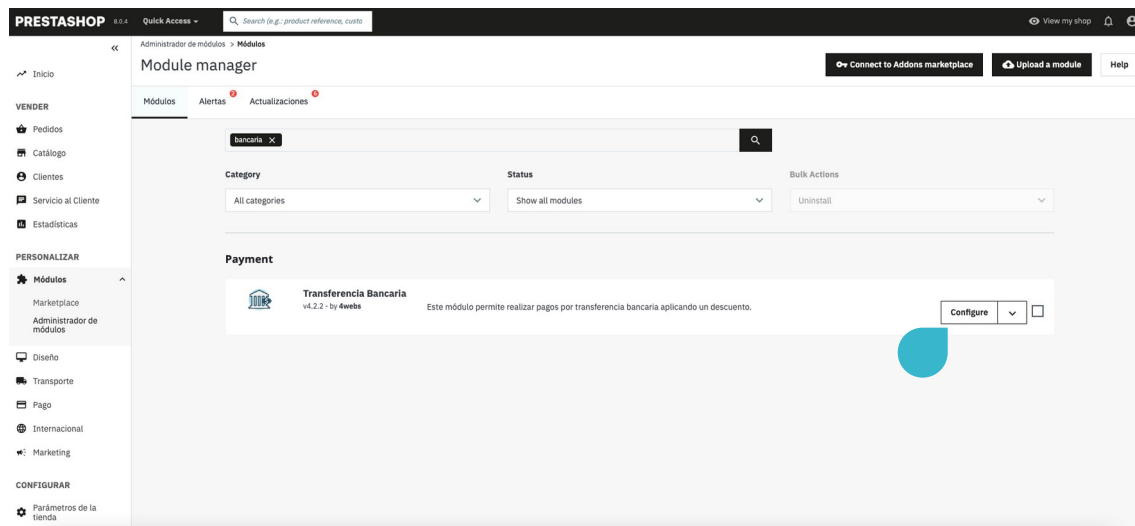 PRESTASHOP 8.0.4 Quick Access Search (e.g.: product reference, custo View my shop
Administrador de módulos > Módulos
Module manager
Connect to Addons marketplace Upload a module Help
Módulos Alertas 2 Actualizaciones 6
Inicio
VENDER
Pedidos
Catálogo
Clientes
Servicio al Cliente
Estadísticas
PERSONALIZAR
Módulos
Marketplace
Administrador de
módulos
Diseño
Transporte
Pago
Internacional
Marketing
CONFIGURAR
Parámetros de la
tienda
bancaria
Category Status Bulk Actions
All categories Show all modules Uninstall
Payment
Transferencia Bancaria
v4.2.2 - by 4webs
Este módulo permite realizar pagos por transferencia bancaria aplicando un descuento.
Configure